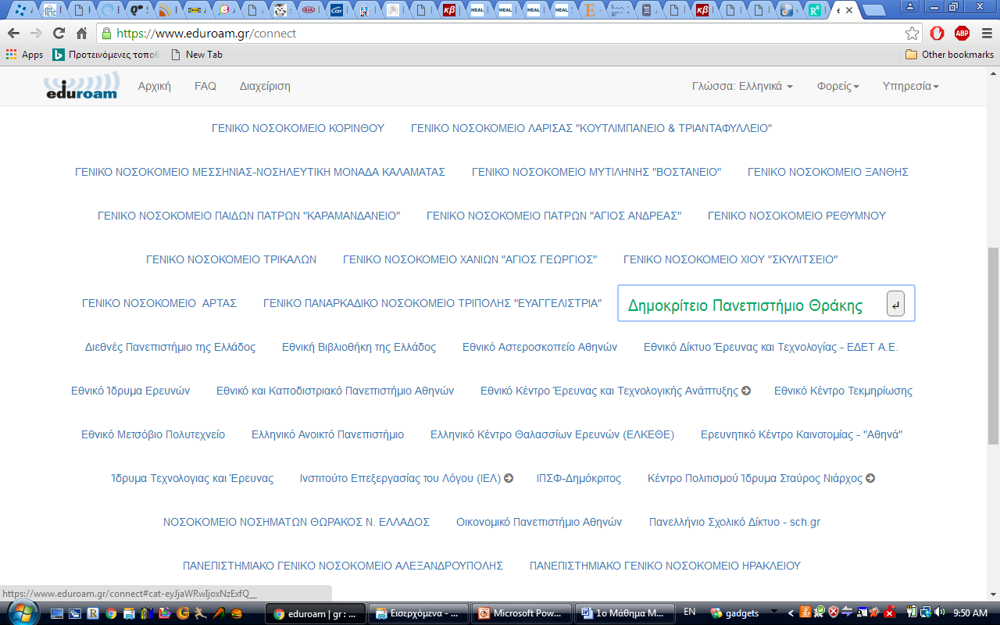 https://www.eduroam.gr/connect
Apps Προτεινόμενες τοποθ New Tab Other bookmarks
eduroam Αρχική FAQ Διαχείριση Γλώσσα: Ελληνικά Φορείς Υπηρεσία
ΓΕΝΙΚΟ ΝΟΣΟΚΟΜΕΙΟ ΚΟΡΙΝΘΟΥ ΓΕΝΙΚΟ ΝΟΣΟΚΟΜΕΙΟ ΛΑΡΙΣΑΣ "ΚΟΥΤΛΙΜΠΑΝΕΙΟ & ΤΡΙΑΝΤΑΦΥΛΛΕΙΟ"
ΓΕΝΙΚΟ ΝΟΣΟΚΟΜΕΙΟ ΜΕΣΣΗΝΙΑΣ-ΝΟΣΗΛΕΥΤΙΚΗ ΜΟΝΑΔΑ ΚΑΛΑΜΑΤΑΣ ΓΕΝΙΚΟ ΝΟΣΟΚΟΜΕΙΟ ΜΥΤΙΛΗΝΗΣ "ΒΟΣΤΑΝΕΙΟ" ΓΕΝΙΚΟ ΝΟΣΟΚΟΜΕΙΟ ΞΑΝΘΗΣ
ΓΕΝΙΚΟ ΝΟΣΟΚΟΜΕΙΟ ΠΑΙΔΩΝ ΠΑΤΡΩΝ "ΚΑΡΑΜΑΝΔΑΝΕΙΟ" ΓΕΝΙΚΟ ΝΟΣΟΚΟΜΕΙΟ ΠΑΤΡΩΝ "ΑΓΙΟΣ ΑΝΔΡΕΑΣ" ΓΕΝΙΚΟ ΝΟΣΟΚΟΜΕΙΟ ΡΕΘΥΜΝΟΥ
ΓΕΝΙΚΟ ΝΟΣΟΚΟΜΕΙΟ ΤΡΙΚΑΛΩΝ ΓΕΝΙΚΟ ΝΟΣΟΚΟΜΕΙΟ ΧΑΝΙΩΝ "ΑΓΙΟΣ ΓΕΩΡΓΙΟΣ" ΓΕΝΙΚΟ ΝΟΣΟΚΟΜΕΙΟ ΧΙΟΥ "ΣΚΥΛΙΤΣΕΙΟ"
ΓΕΝΙΚΟ ΝΟΣΟΚΟΜΕΙΟ ΑΡΤΑΣ ΓΕΝΙΚΟ ΠΑΝΑΡΚΑΔΙΚΟ ΝΟΣΟΚΟΜΕΙΟ ΤΡΙΠΟΛΗΣ "ΕΥΑΓΓΕΛΙΣΤΡΙΑ" Δημοκρίτειο Πανεπιστήμιο Θράκης
Διεθνές Πανεπιστήμιο της Ελλάδος Εθνική Βιβλιοθήκη της Ελλάδος Εθνικό Αστεροσκοπείο Αθηνών Εθνικό Δίκτυο Έρευνας και Τεχνολογίας - ΕΔΕΤ Α.Ε.
Εθνικό Ίδρυμα Ερευνών Εθνικό και Καποδιστριακό Πανεπιστήμιο Αθηνών Εθνικό Κέντρο Έρευνας και Τεχνολογικής Ανάπτυξης Εθνικό Κέντρο Τεκμηρίωσης
Εθνικό Μετσόβιο Πολυτεχνείο Ελληνικό Ανοικτό Πανεπιστήμιο Ελληνικό Κέντρο Θαλασσίων Ερευνών (ΕΛΚΕΘΕ) Ερευνητικό Κέντρο Καινοτομίας - "Αθηνά"
Ίδρυμα Τεχνολογιας και Έρευνας Ινστιτούτο Επεξεργασίας του Λόγου (ΙΕΛ) ΙΠΣΦ-Δημόκριτος Κέντρο Πολιτισμού Ίδρυμα Σταύρος Νιάρχος
ΝΟΣΟΚΟΜΕΙΟ ΝΟΣΗΜΑΤΩΝ ΘΩΡΑΚΟΣ Ν. ΕΛΛΑΔΟΣ Οικονομικό Πανεπιστήμιο Αθηνών Πανελλήνιο Σχολικό Δίκτυο - sch.gr
ΠΑΝΕΠΙΣΤΗΜΙΑΚΟ ΓΕΝΙΚΟ ΝΟΣΟΚΟΜΕΙΟ ΑΛΕΞΑΝΔΡΟΥΠΟΛΗΣ ΠΑΝΕΠΙΣΤΗΜΙΑΚΟ ΓΕΝΙΚΟ ΝΟΣΟΚΟΜΕΙΟ ΗΡΑΚΛΕΙΟΥ
https://www.eduroam.gr/connect#cat-eyJjaWRwIjoxNzExfQ__
eduroam | gr : ... Εισερχόμενα - ... Microsoft Pow... 1ο Μάθημα Μ... EN gadgets 9:50 AM